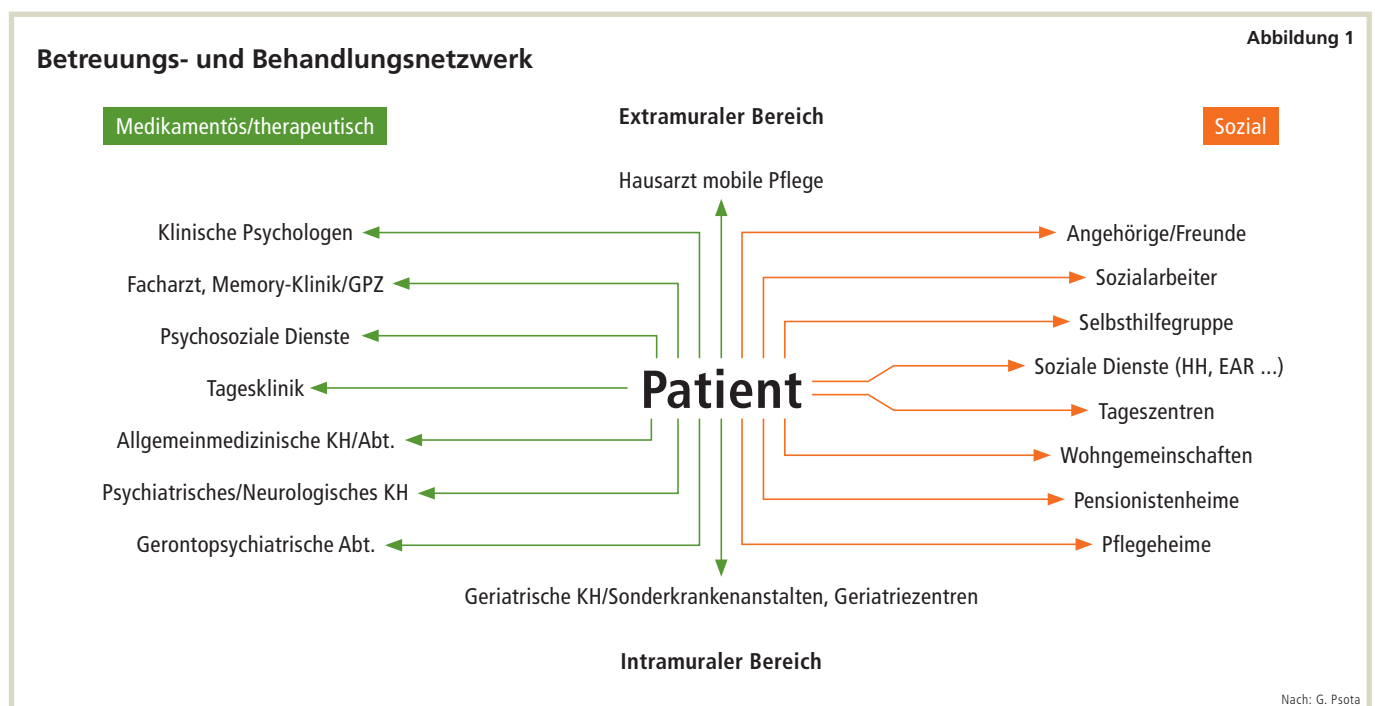 Abbildung 1
Betreuungs- und Behandlungsnetzwerk
Medikamentös/therapeutisch
Extramuraler Bereich
Sozial
Hausarzt mobile Pflege
Klinische Psychologen
Facharzt, Memory-Klinik/GPZ
Psychosoziale Dienste
Tagesklinik
Allgemeinmedizinische KH/Abt.
Psychiatrisches/Neurologisches KH
Gerontopsychiatrische Abt.
Patient
Angehörige/Freunde
Sozialarbeiter
Selbsthilfegruppe
Soziale Dienste (HH, EAR ...)
Tageszentren
Wohngemeinschaften
Pensionistenheime
Pflegeheime
Geriatrische KH/Sonderkrankenanstalten, Geriatriezentren
Intramuraler Bereich
Nach: G. Psota